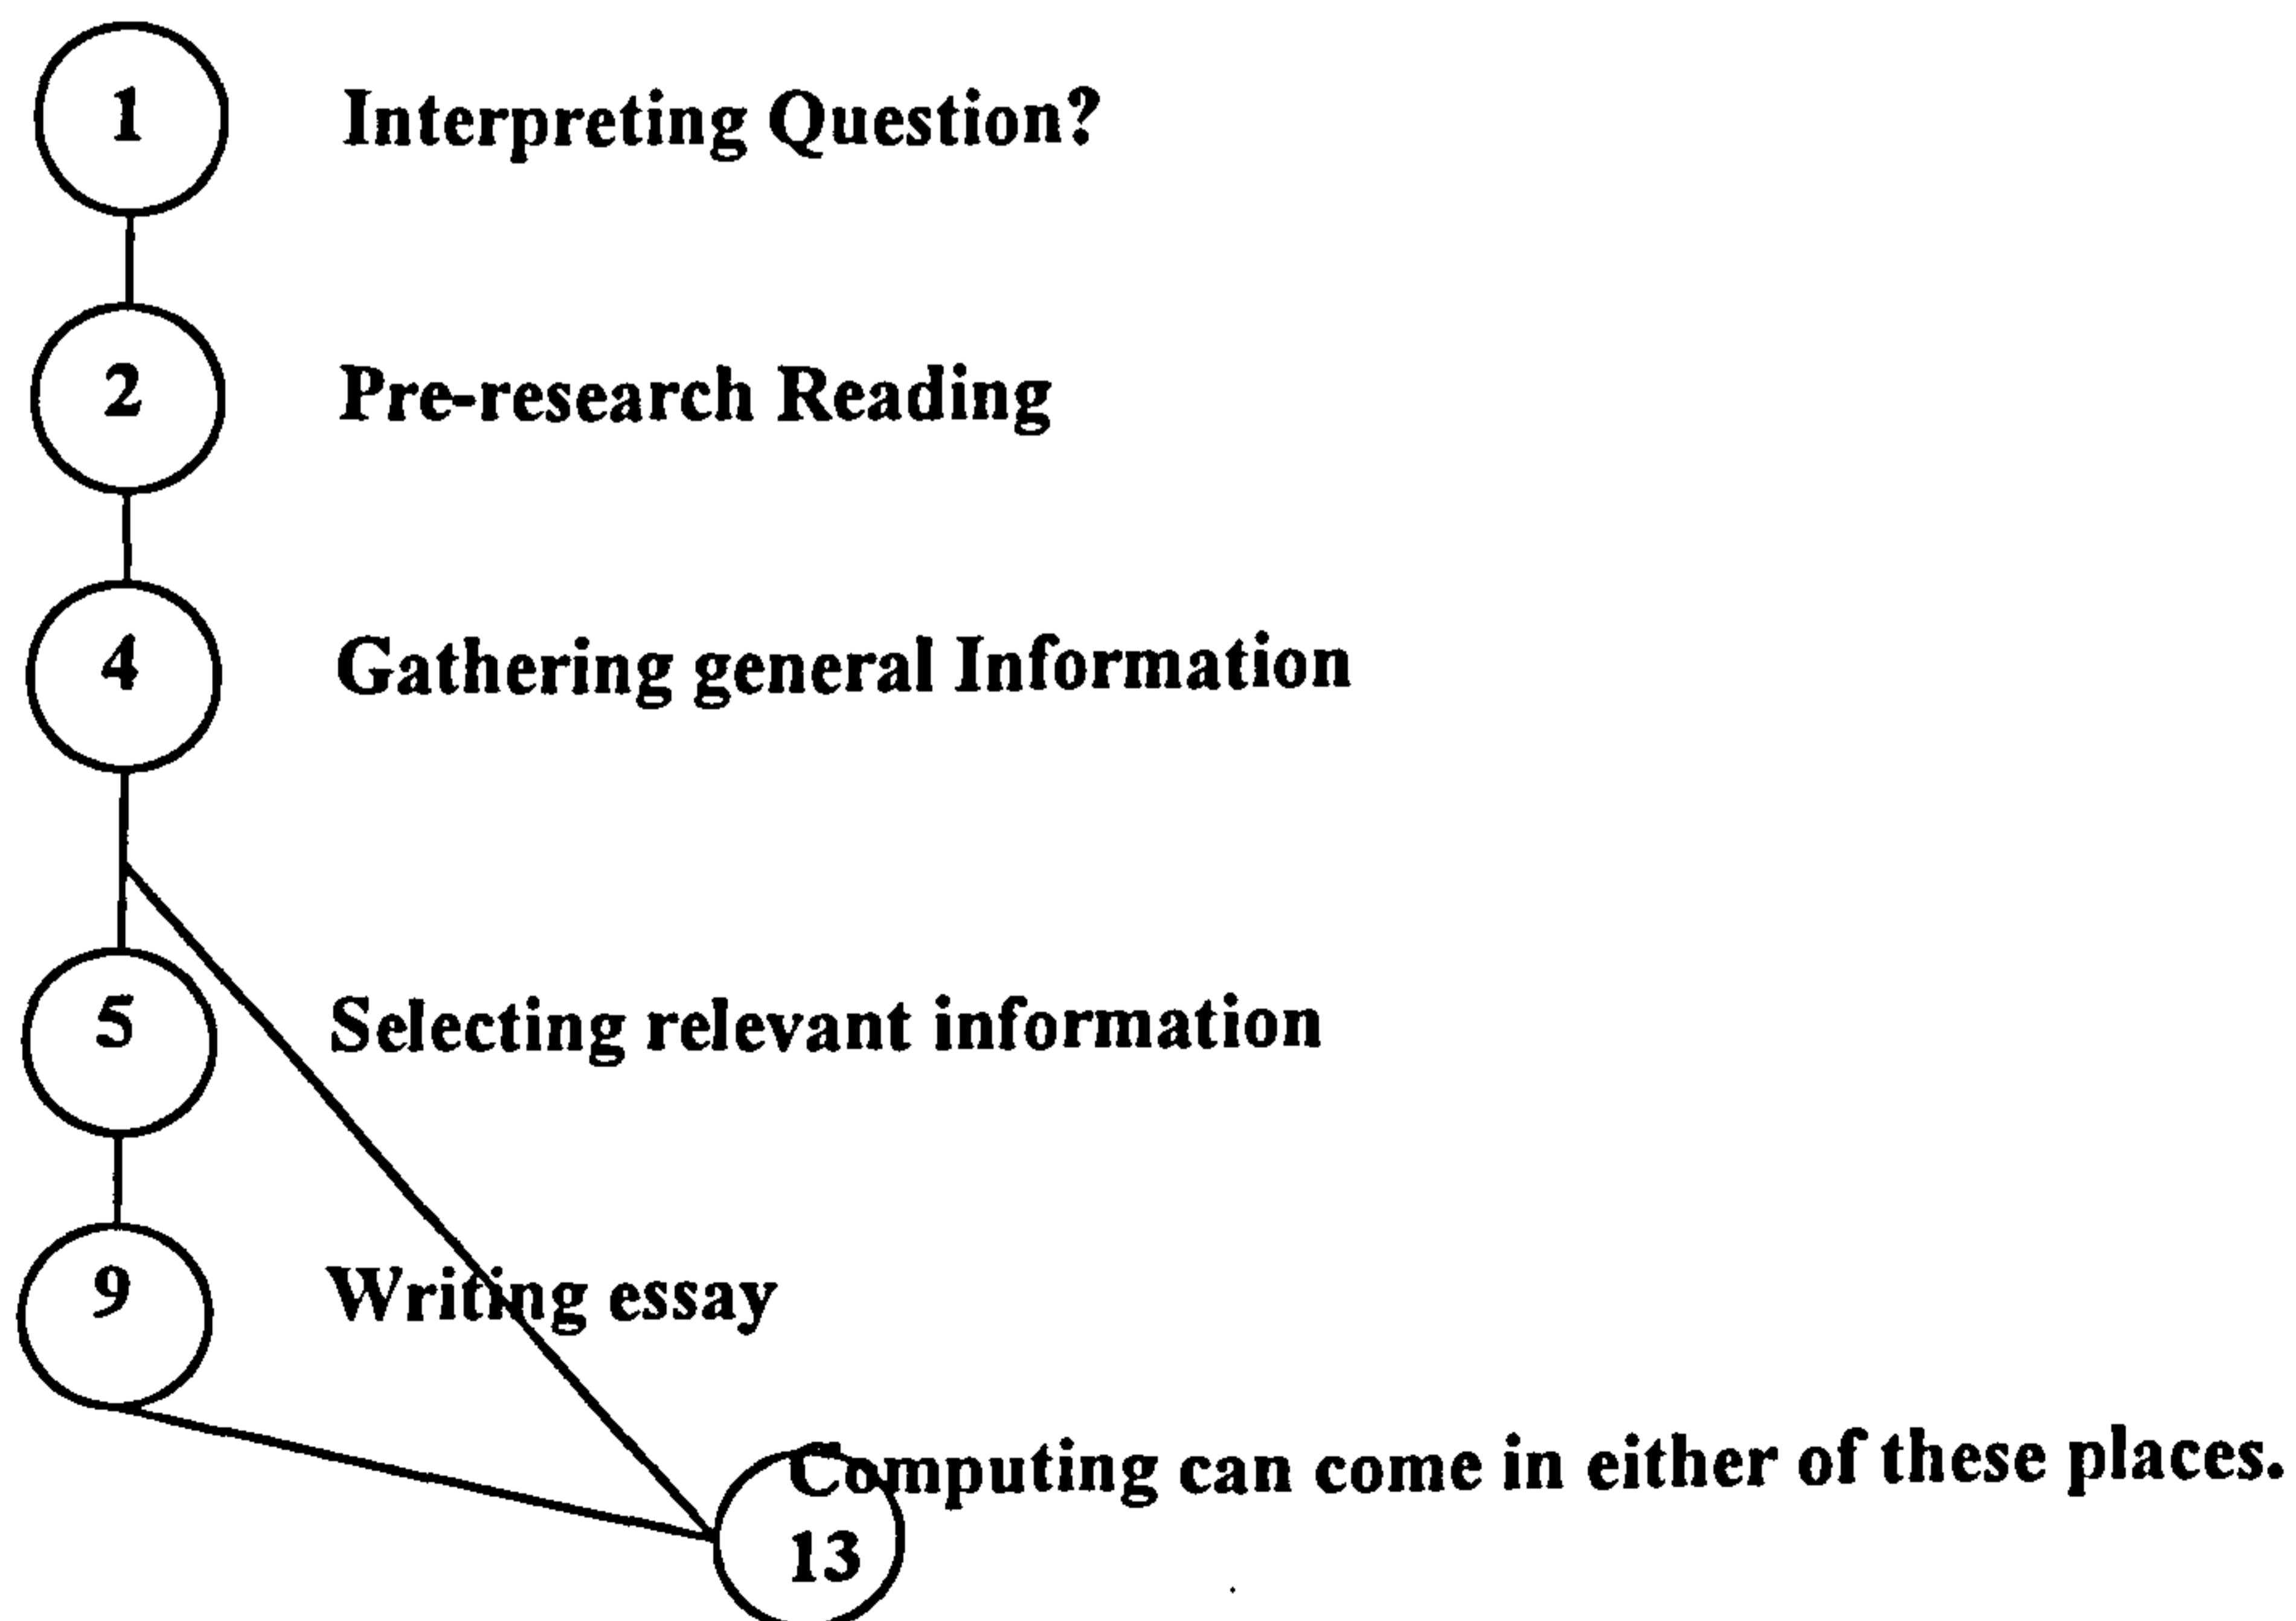 1 Interpreting Question?
2 Pre-research Reading
4 Gathering general Information
5 Selecting relevant information
9 Writing essay
Computing can come in either of these places.
13